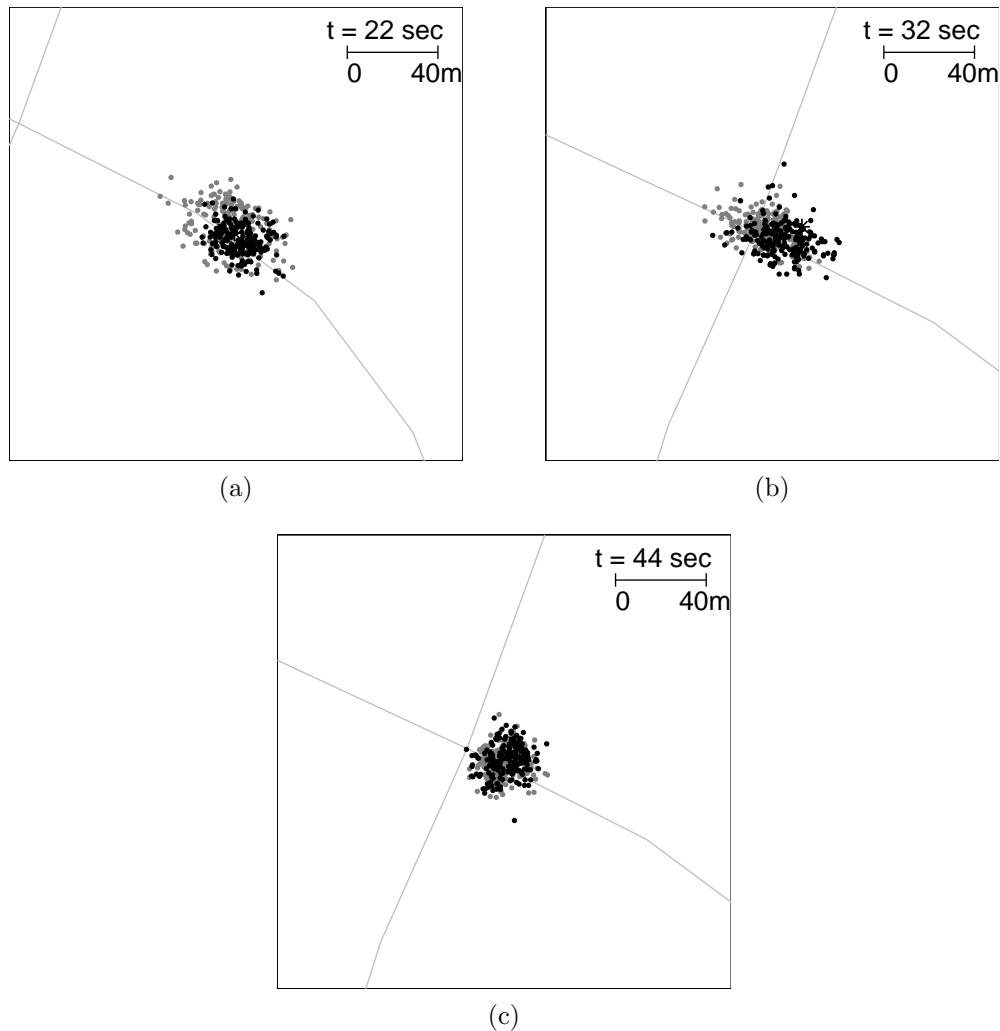 t = 22 sec
0 40m
(a)
t = 32 sec
0 40m
(b)
t = 44 sec
0 40m
(c)